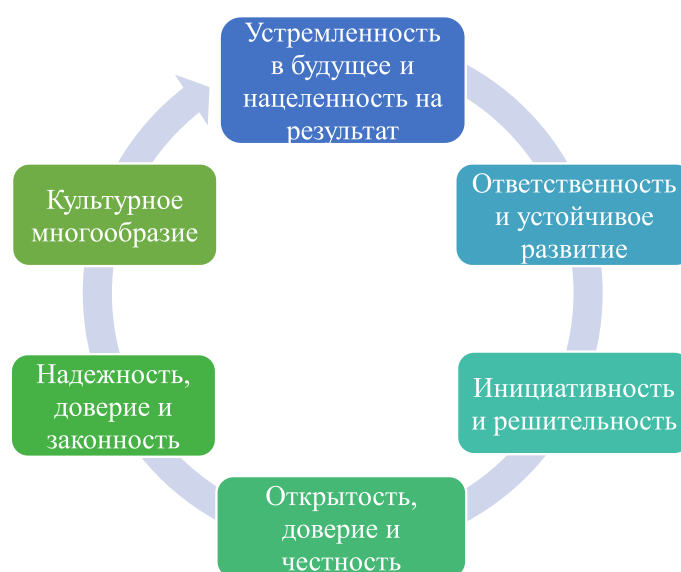 Устремленность
в будущее и
нацеленность на
результат
Ответственность
и устойчивое
развитие
Инициативность
и решительность
Открытость,
доверие и
честность
Надежность,
доверие и
законность
Культурное
многообразие